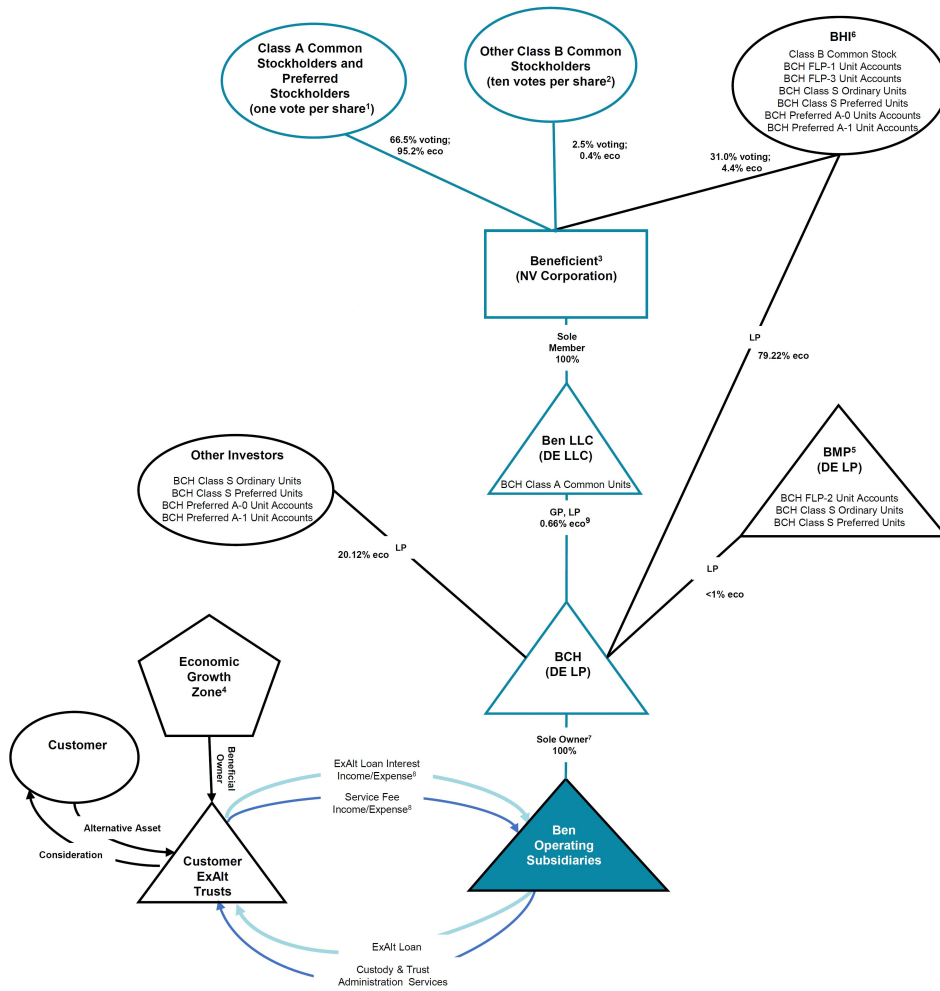 Class A Common
Stockholders and
Preferred
Stockholders
(one vote per share¹)
Other Class B Common
Stockholders
(ten votes per share²)
BHI⁶
Class B Common Stock
BCH FLP-1 Unit Accounts
BCH FLP-3 Unit Accounts
BCH Class S Ordinary Units
BCH Class S Preferred Units
BCH Preferred A-0 Units Accounts
BCH Preferred A-1 Unit Accounts
66.5% voting;
95.2% eco
2.5% voting;
0.4% eco
31.0% voting;
4.4% eco
Beneficient³
(NV Corporation)
Sole
Member
100%
LP
79.22% eco
Ben LLC
(DE LLC)
BCH Class A Common Units
BMP⁵
(DE LP)
BCH FLP-2 Unit Accounts
BCH Class S Ordinary Units
BCH Class S Preferred Units
Other Investors
BCH Class S Ordinary Units
BCH Class S Preferred Units
BCH Preferred A-0 Unit Accounts
BCH Preferred A-1 Unit Accounts
GP, LP
0.66% eco⁹
LP
20.12% eco
LP
<1% eco
BCH
(DE LP)
Economic
Growth
Zone⁴
Sole Owner⁷
100%
Customer
Beneficial
Owner
ExAlt Loan Interest
Income/Expense⁸
Service Fee
Income/Expense⁸
Alternative Asset
Consideration
Customer
ExAlt
Trusts
Ben
Operating
Subsidiaries
ExAlt Loan
Custody & Trust
Administration Services